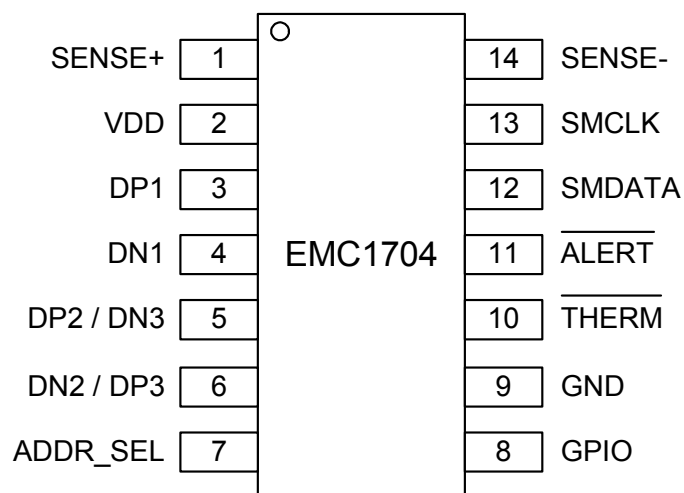 SENSE+ 1 14 SENSE-
VDD 2 13 SMCLK
DP1 3 12 SMDATA
DN1 4 EMC1704 11 ALERT
DP2 / DN3 5 10 THERM
DN2 / DP3 6 9 GND
ADDR_SEL 7 8 GPIO